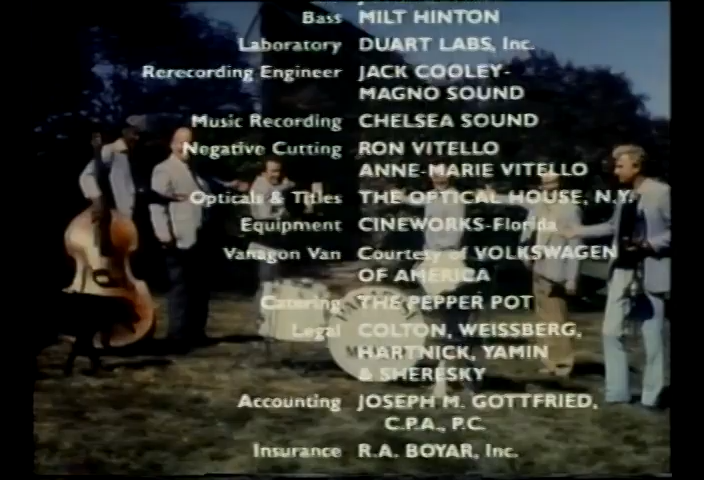 Bass MILT HINTON
Laboratory DUART LABS, Inc.
Rerecording Engineer JACK COOLEY-
MAGNO SOUND
Music Recording CHELSEA SOUND
Negative Cutting RON VITELLO
ANNE-MARIE VITELLO
Opticals & Titles THE OPTICAL HOUSE, N.Y.
Equipment CINEWORKS-Florida
Vanagon Van Courtesy of VOLKSWAGEN
OF AMERICA
Catering THE PEPPER POT
Legal COLTON, WEISSBERG,
HARTNICK, YAMIN
& SHERESKY
Accounting JOSEPH M. GOTTFRIED,
C.P.A., P.C.
Insurance R.A. BOYAR, Inc.